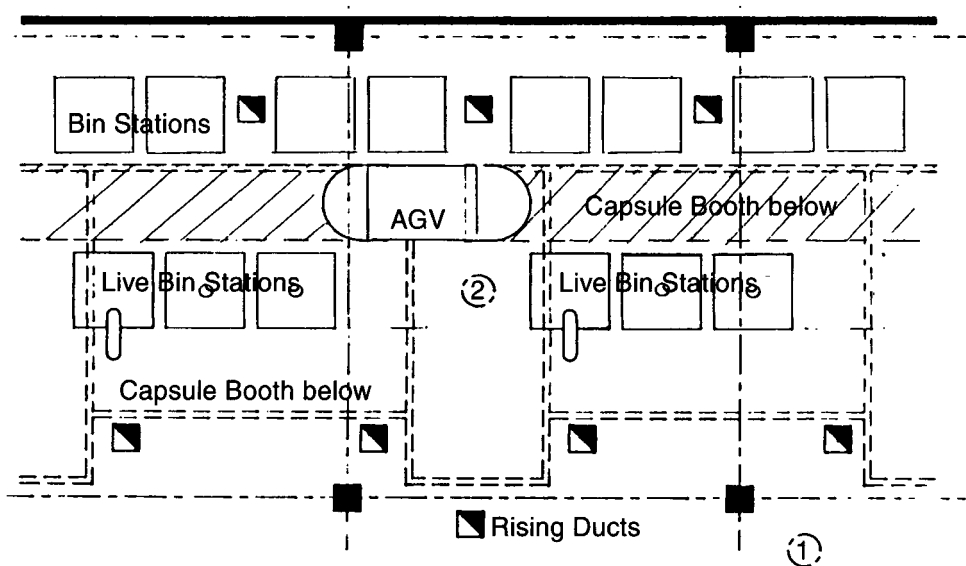 Bin Stations
AGV
Capsule Booth below
Live Bin Stations
2
Live Bin Stations
Capsule Booth below
Rising Ducts
1